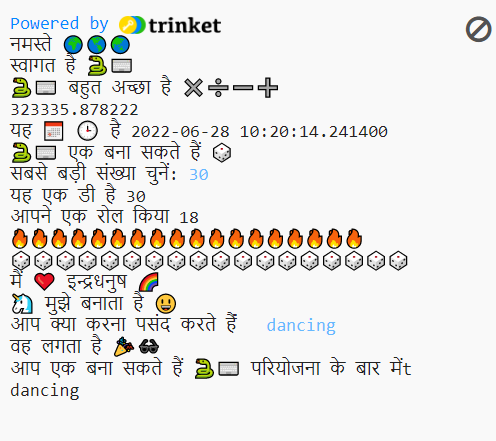 Powered by trinket
नमस्ते 🌍🌍🌍
स्वागत है 🐍⌨️
🐍⌨️ बहुत अच्छा है ✖️➗➖➕
323335.878222
यह 📅 🕒 है 2022-06-28 10:20:14.241400
🐍⌨️ एक बना सकते हैं 🎲
सबसे बड़ी संख्या चुनें: 30
यह एक डी है 30
आपने एक रोल किया 18
🔥🔥🔥🔥🔥🔥🔥🔥🔥🔥🔥🔥🔥🔥🔥🔥🔥🔥
🎲🎲🎲🎲🎲🎲🎲🎲🎲🎲🎲🎲🎲🎲🎲🎲🎲🎲🎲🎲
मैं ❤️ इन्द्रधनुष 🌈
🦄 मुझे बनाता है 😃
आप क्या करना पसंद करते हैं dancing
वह लगता है 🎉🕶️
आप एक बना सकते हैं 🐍⌨️ परियोजना के बार मेंt
dancing